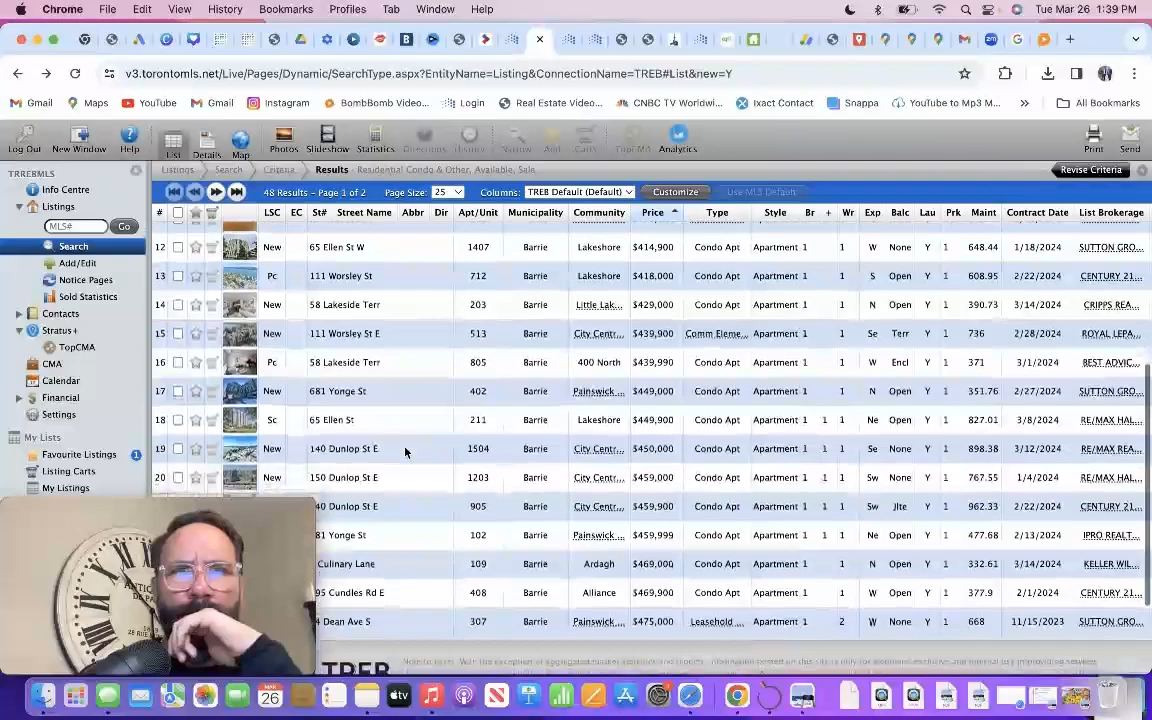 Chrome File Edit View History Bookmarks Profiles Tab Window Help Tue Mar 26 1:39 PM
v3.torontomls.net/Live/Pages/Dynamic/SearchType.aspx?EntityName=Listing&ConnectionName=TREB#List&new=Y
Gmail Maps YouTube Gmail Instagram BombBomb Video... Login Real Estate Video... CNBC TV Worldwi... Ixact Contact Snappa YouTube to Mp3 M... » All Bookmarks
Log Out New Window Help List Details Map Photos Slideshow Statistics Directions History Narrow Add Carts Analytics Print Send
TRREBMLS Listings Search Criteria Results Residential Condo & Other, Available, Sale Revise Criteria
Info Centre
Listings
MLS# Go
Search
Add/Edit
Notice Pages
Sold Statistics
Contacts
Stratus+
TopCMA
CMA
Calendar
Financial
Settings
My Lists
Favourite Listings 1
Listing Carts
My Listings
48 Results - Page 1 of 2 Page Size: 25 Columns: TREB Default (Default) Customize Use MLS Default
# LSC EC St# Street Name Abbr Dir Apt/Unit Municipality Community Price Type Style Br + Wr Exp Balc Lau Prk Maint Contract Date List Brokerage
12 New 65 Ellen St W 1407 Barrie Lakeshore $414,900 Condo Apt Apartment 1 1 W None Y 1 648.44 1/18/2024 SUTTON GRO...
13 Pc 111 Worsley St 712 Barrie Lakeshore $418,000 Condo Apt Apartment 1 1 S Open Y 1 608.95 2/22/2024 CENTURY 21...
14 New 58 Lakeside Terr 203 Barrie Little Lak... $429,000 Condo Apt Apartment 1 1 N Open Y 1 390.73 3/14/2024 CRIPPS REA...
15 New 111 Worsley St E 513 Barrie City Centr... $439,900 Comm Eleme... Apartment 1 1 Se Terr Y 1 736 2/28/2024 ROYAL LEPA...
16 Pc 58 Lakeside Terr 805 Barrie 400 North $439,990 Condo Apt Apartment 1 1 W Encl Y 1 371 3/1/2024 BEST ADVIC...
17 New 681 Yonge St 402 Barrie Painswick ... $449,000 Condo Apt Apartment 1 1 N Open Y 1 351.76 2/27/2024 SUTTON GRO...
18 Sc 65 Ellen St 211 Barrie Lakeshore $449,900 Condo Apt Apartment 1 1 1 Ne Open Y 1 827.01 3/8/2024 RE/MAX HAL...
19 New 140 Dunlop St E 1504 Barrie City Centr... $450,000 Condo Apt Apartment 1 1 1 Se None Y 1 898.38 3/12/2024 RE/MAX REA...
20 New 150 Dunlop St E 1203 Barrie City Centr... $459,000 Condo Apt Apartment 1 1 1 Sw None Y 1 767.55 1/4/2024 RE/MAX HAL...
40 Dunlop St E 905 Barrie City Centr... $459,900 Condo Apt Apartment 1 1 1 Sw Jlte Y 1 962.33 2/22/2024 CENTURY 21...
81 Yonge St 102 Barrie Painswick ... $459,999 Condo Apt Apartment 1 1 1 Ne Open Y 1 477.68 2/13/2024 IPRO REALT...
Culinary Lane 109 Barrie Ardagh $469,000 Condo Apt Apartment 1 1 N Open Y 1 332.61 3/14/2024 KELLER WIL...
95 Cundles Rd E 408 Barrie Alliance $469,900 Condo Apt Apartment 1 1 W Open Y 1 377.9 2/1/2024 CENTURY 21...
4 Dean Ave S 307 Barrie Painswick ... $475,000 Leasehold ... Apartment 1 2 W None Y 1 668 11/15/2023 SUTTON GRO...
TREB